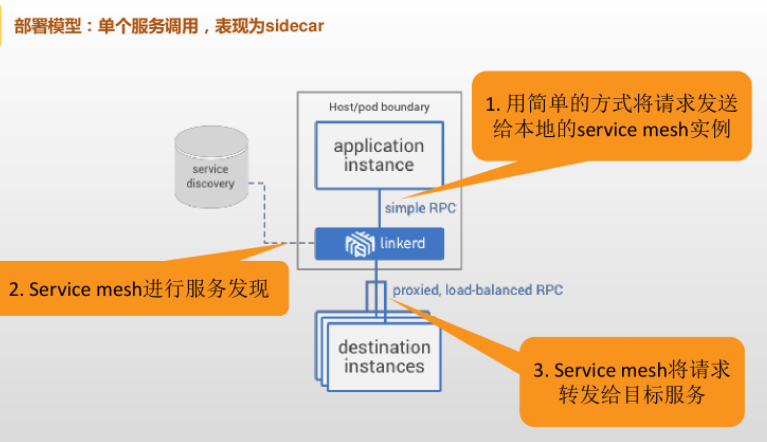 部署模型：单个服务调用，表现为sidecar
Host/pod boundary
1. 用简单的方式将请求发送
给本地的service mesh实例
application
instance
service
discovery
simple RPC
linkerd
2. Service mesh进行服务发现
proxied, load-balanced RPC
destination
instances
3. Service mesh将请求
转发给目标服务